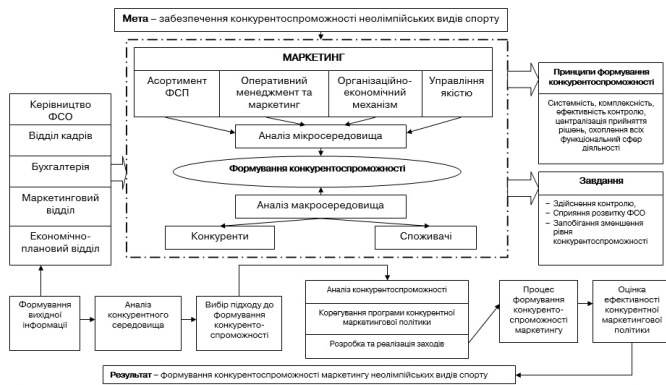 Мета – забезпечення конкурентоспроможності неолімпійських видів спорту
МАРКЕТИНГ
Асортимент
ФСП
Оперативний
менеджмент та
маркетинг
Організаційно-
економічний
механізм
Управління
якістю
Аналіз мікросередовища
Формування конкурентоспроможності
Аналіз макросередовища
Конкуренти
Споживачі
Керівництво
ФСО
Відділ кадрів
Бухгалтерія
Маркетинговий
відділ
Економічно-
плановий відділ
Принципи формування
конкурентоспроможності
Системність, комплексність,
ефективність контролю,
централізація прийняття
рішень, охоплення всіх
функціональний сфер
діяльності
Завдання
– Здійснення контролю,
– Сприяння розвитку ФСО
– Запобігання зменшення
рівня
конкурентоспроможності
Формування
вихідної
інформації
Аналіз
конкурентного
середовища
Вибір підходу до
формування
конкуренто-
спроможності
Аналіз конкурентоспроможності
Корегування програми конкурентної
маркетингової політики
Розробка та реалізація заходів
Процес
формування
конкуренто-
спроможності
маркетингу
Оцінка
ефективності
конкурентної
маркетингової
політики
Результат – формування конкурентоспроможності маркетингу неолімпійських видів спорту